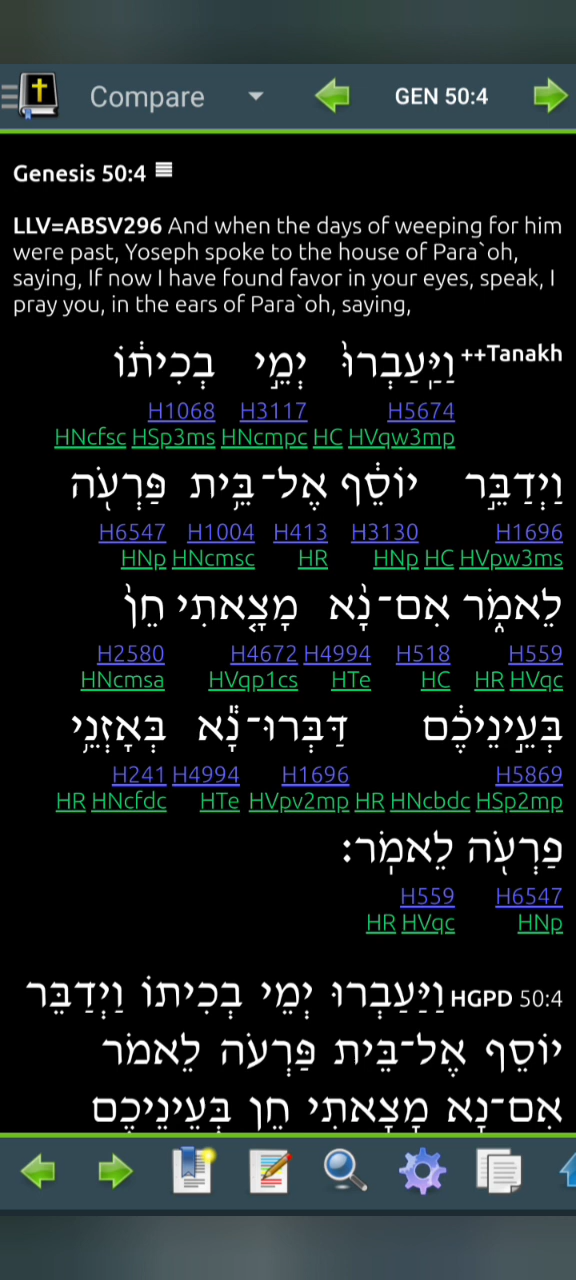 Compare GEN 50:4
Genesis 50:4
LLV=ABSV296 And when the days of weeping for him
were past, Yoseph spoke to the house of Para`oh,
saying, If now I have found favor in your eyes, speak, I
pray you, in the ears of Para`oh, saying,
++Tanakh וַיַּֽעַבְרוּ֙ יְמֵ֣י בְכִית֔וֹ
H1068 H3117 H5674
HNcfsc HSp3ms HNcmpc HC HVqw3mp
וַיְדַבֵּ֣ר יוֹסֵ֔ף אֶל־בֵּ֥ית פַּרְעֹ֖ה
H6547 H1004 H413 H3130 H1696
HNp HNcmsc HR HNp HC HVpw3ms
לֵאמֹ֑ר אִם־נָ֨א מָצָ֤אתִי חֵן֙
H2580 H4672 H4994 H518 H559
HNcmsa HVqp1cs HTe HC HR HVqc
בְּעֵ֣ינֵיכֶ֔ם דַּבְּרוּ־נָ֕א בְּאָזְנֵ֥י
H241 H4994 H1696 H5869
HR HNcfdc HTe HVpv2mp HR HNcbdc HSp2mp
פַרְעֹ֖ה לֵאמֹֽר׃
H559 H6547
HR HVqc HNp
HGPD 50:4 וַיַּעַבְרוּ יְמֵי בְכִיתוֹ וַיְדַבֵּר
יוֹסֵף אֶל־בֵּית פַּרְעֹה לֵאמֹר
אִם־נָא מָצָאתִי חֵן בְּעֵינֵיכֶם